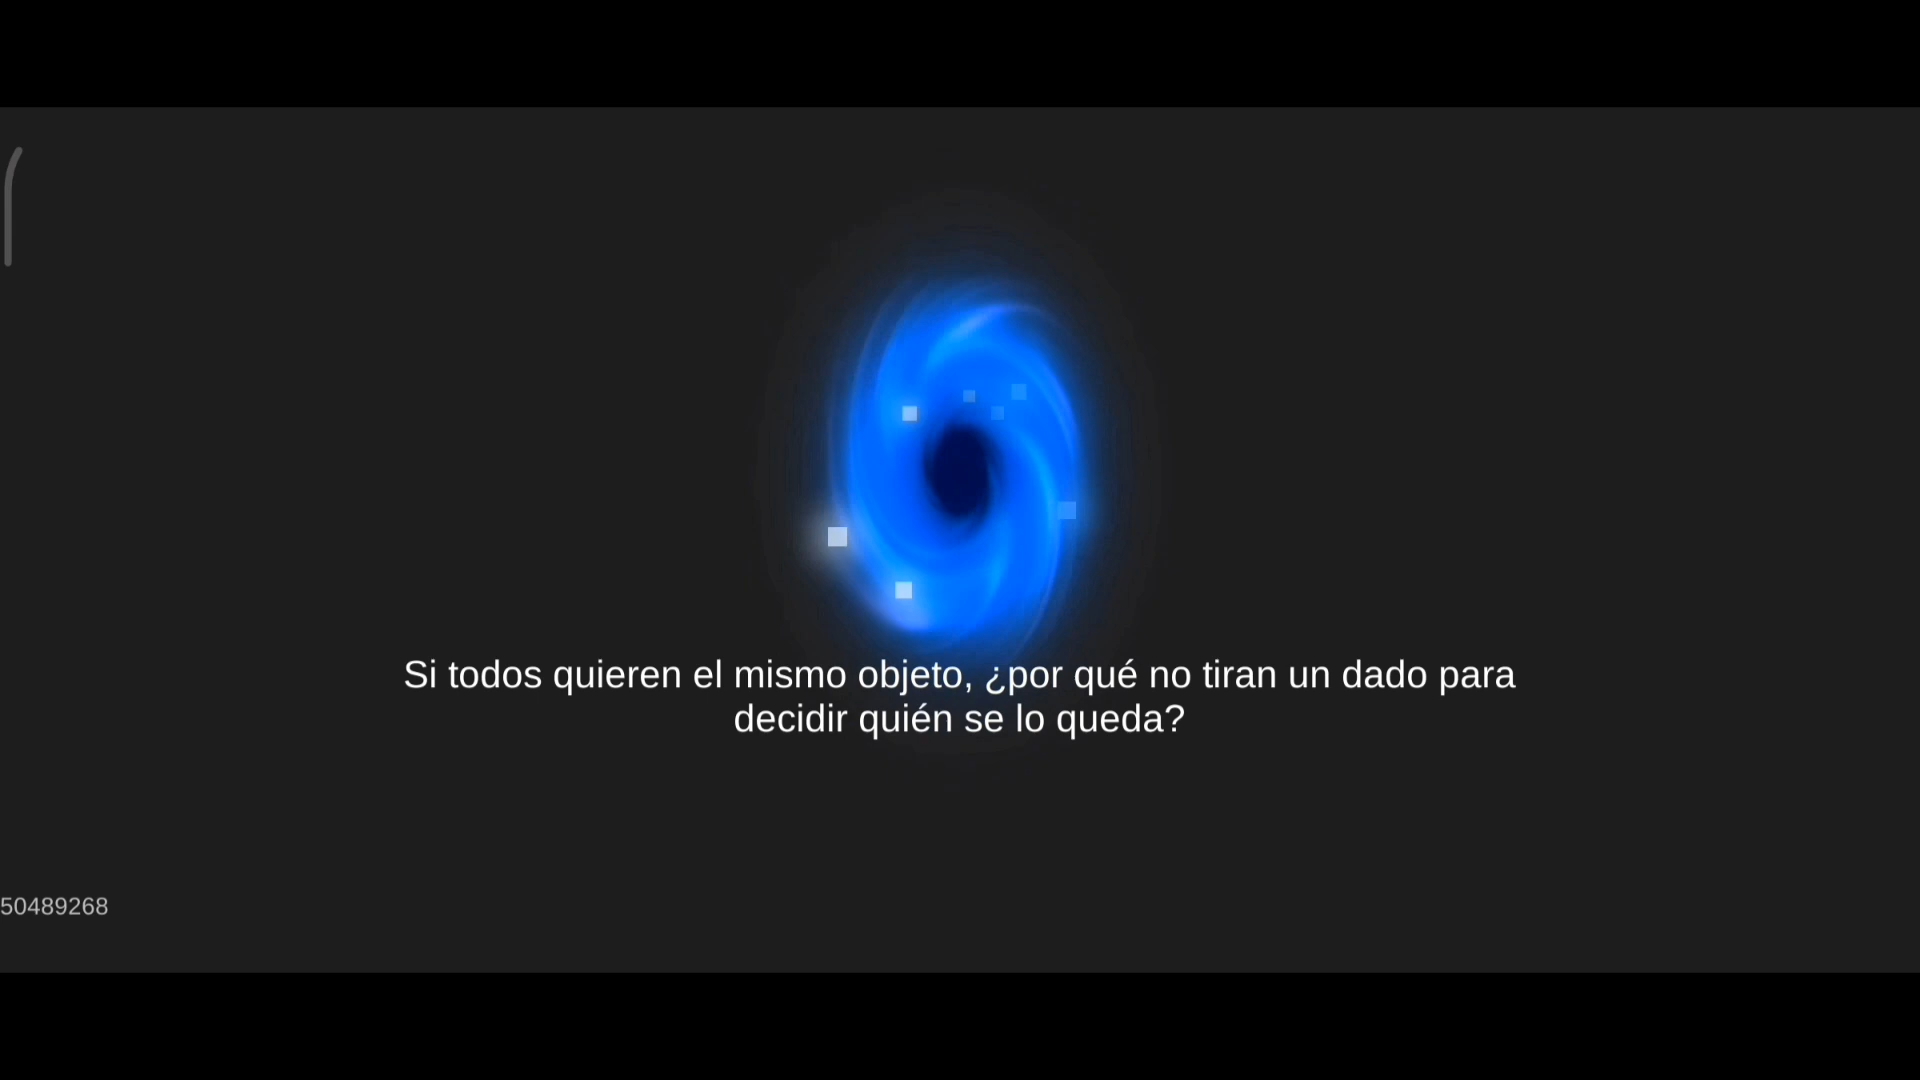 Si todos quieren el mismo objeto, ¿por qué no tiran un dado para
decidir quién se lo queda?
50489268